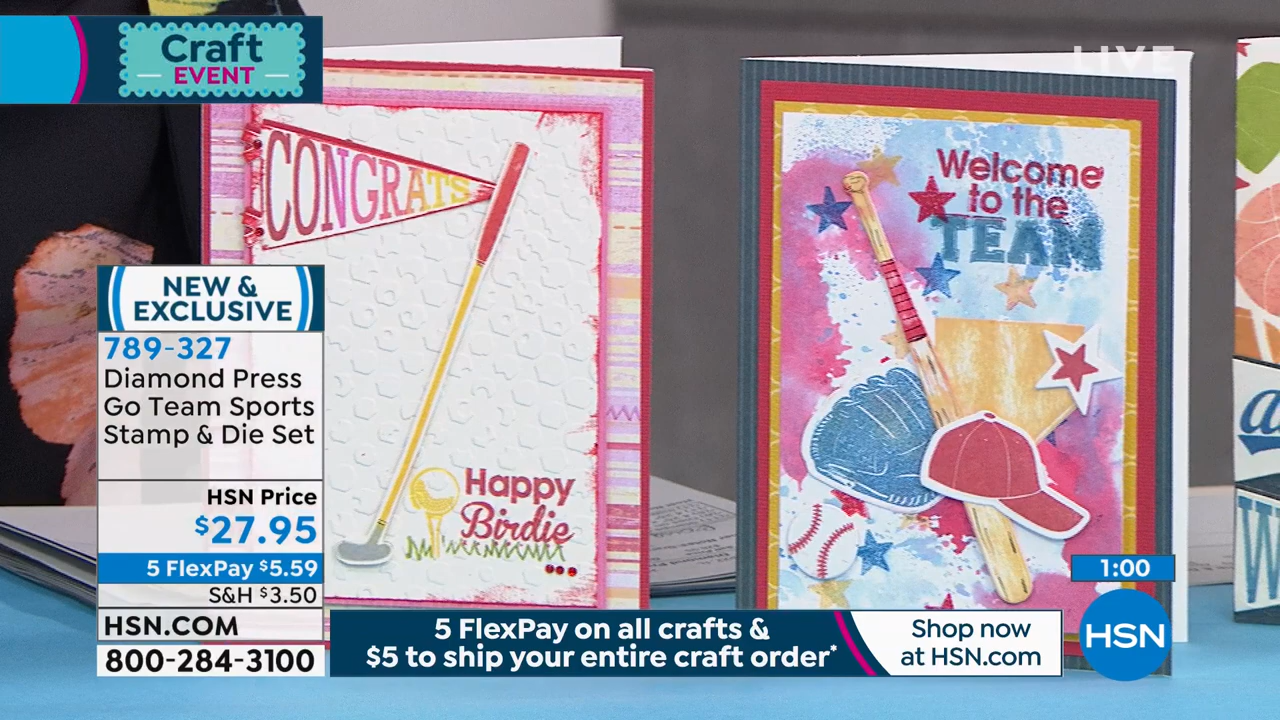 Craft
EVENT
LIVE
CONGRATS
Happy
Birdie
Welcome
to the
TEAM
NEW &
EXCLUSIVE
789-327
Diamond Press
Go Team Sports
Stamp & Die Set
HSN Price
$27.95
5 FlexPay $5.59
S&H $3.50
HSN.COM
800-284-3100
5 FlexPay on all crafts &
$5 to ship your entire craft order*
Shop now
at HSN.com
1:00
HSN